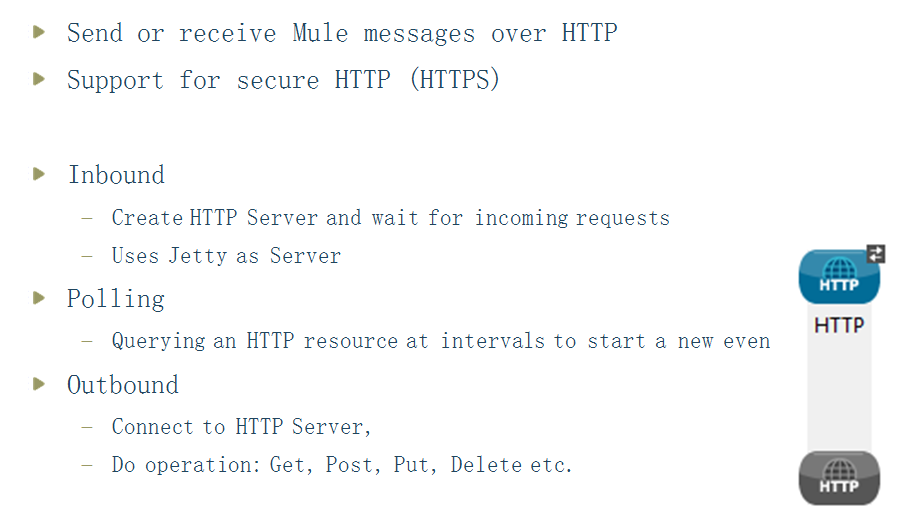 Send or receive Mule messages over HTTP
Support for secure HTTP (HTTPS)
Inbound
– Create HTTP Server and wait for incoming requests
– Uses Jetty as Server
Polling
– Querying an HTTP resource at intervals to start a new even
Outbound
– Connect to HTTP Server,
– Do operation: Get, Post, Put, Delete etc.
HTTP
HTTP
HTTP